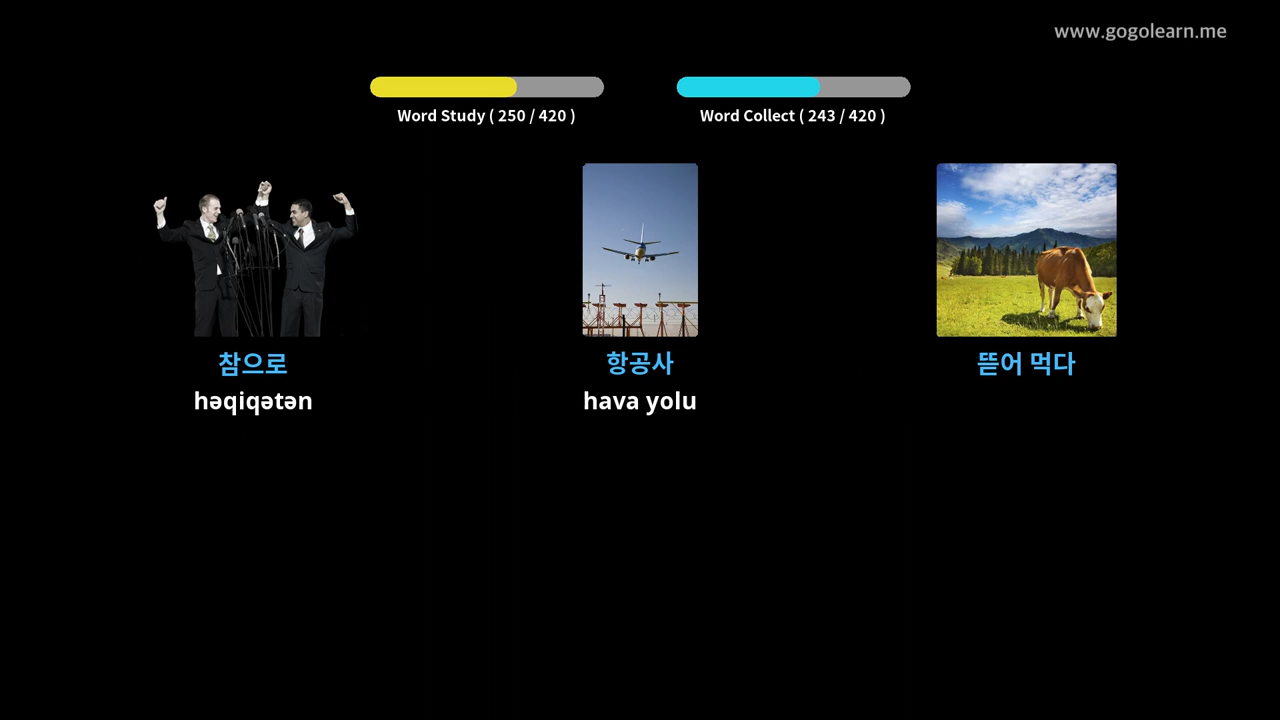 www.gogolearn.me
Word Study ( 250 / 420 )
Word Collect ( 243 / 420 )
참으로
həqiqətən
항공사
hava yolu
뜯어 먹다